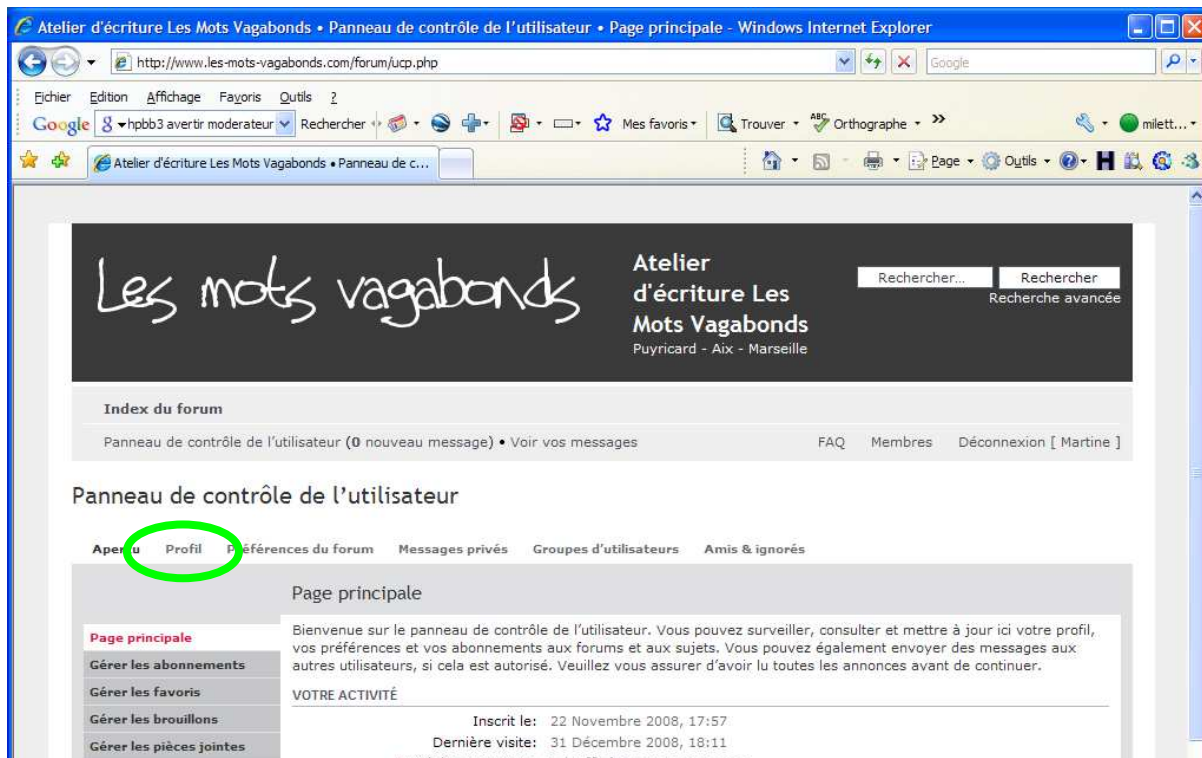 Atelier d'écriture Les Mots Vagabonds • Panneau de contrôle de l'utilisateur • Page principale - Windows Internet Explorer
http://www.les-mots-vagabonds.com/forum/ucp.php
Google
Fichier Edition Affichage Favoris Outils ?
Google hpbb3 avertir moderateur Rechercher Mes favoris Trouver Orthographe » milett...
Atelier d'écriture Les Mots Vagabonds • Panneau de c... Page Outils
Les mots vagabonds
Atelier
d'écriture Les
Mots Vagabonds
Puyricard - Aix - Marseille
Rechercher... Rechercher
Recherche avancée
Index du forum
Panneau de contrôle de l'utilisateur (0 nouveau message) • Voir vos messages FAQ Membres Déconnexion [ Martine ]
Panneau de contrôle de l'utilisateur
Aperçu Profil Préférences du forum Messages privés Groupes d'utilisateurs Amis & ignorés
Page principale
Page principale
Gérer les abonnements
Gérer les favoris
Gérer les brouillons
Gérer les pièces jointes
Bienvenue sur le panneau de contrôle de l'utilisateur. Vous pouvez surveiller, consulter et mettre à jour ici votre profil,
vos préférences et vos abonnements aux forums et aux sujets. Vous pouvez également envoyer des messages aux
autres utilisateurs, si cela est autorisé. Veuillez vous assurer d'avoir lu toutes les annonces avant de continuer.
VOTRE ACTIVITÉ
Inscrit le: 22 Novembre 2008, 17:57
Dernière visite: 31 Décembre 2008, 18:11